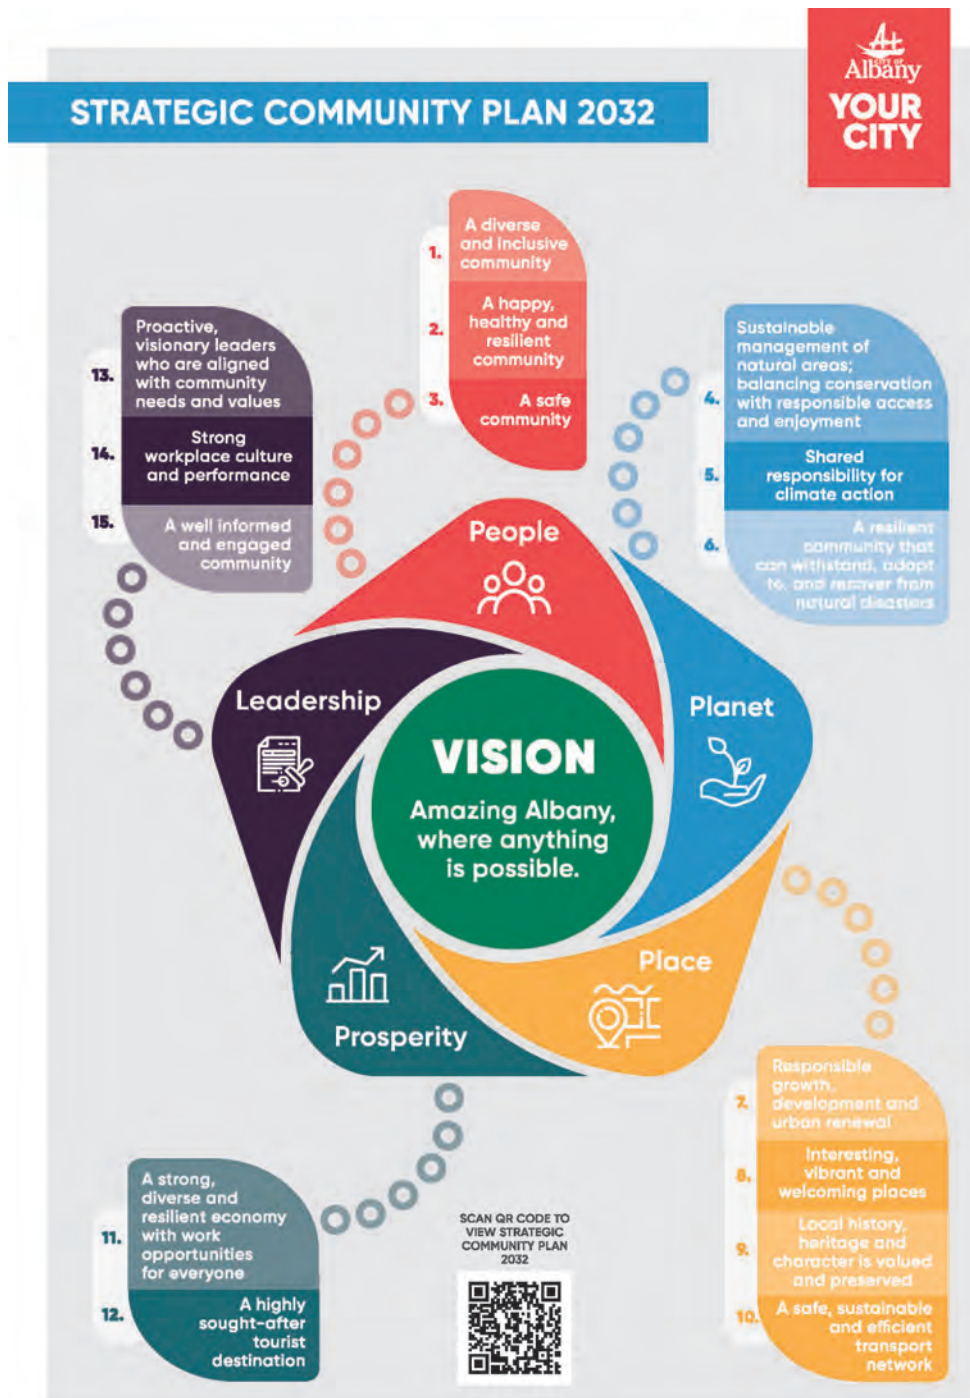 CITY OF
Albany
YOUR
CITY
STRATEGIC COMMUNITY PLAN 2032
1.
A diverse
and inclusive
community
2.
A happy,
healthy and
resilient
community
3.
A safe
community
13.
Proactive,
visionary leaders
who are aligned
with community
needs and values
14.
Strong
workplace culture
and performance
15.
A well informed
and engaged
community
4.
Sustainable
management of
natural areas;
balancing conservation
with responsible access
and enjoyment
5.
Shared
responsibility for
climate action
6.
A resilient
community that
can withstand, adapt
to, and recover from
natural disasters
People
Leadership
Planet
VISION
Amazing Albany,
where anything
is possible.
Place
Prosperity
7.
Responsible
growth,
development and
urban renewal
8.
Interesting,
vibrant and
welcoming places
9.
Local history,
heritage and
character is valued
and preserved
10.
A safe, sustainable
and efficient
transport
network
11.
A strong,
diverse and
resilient economy
with work
opportunities
for everyone
12.
A highly
sought-after
tourist
destination
SCAN QR CODE TO
VIEW STRATEGIC
COMMUNITY PLAN
2032